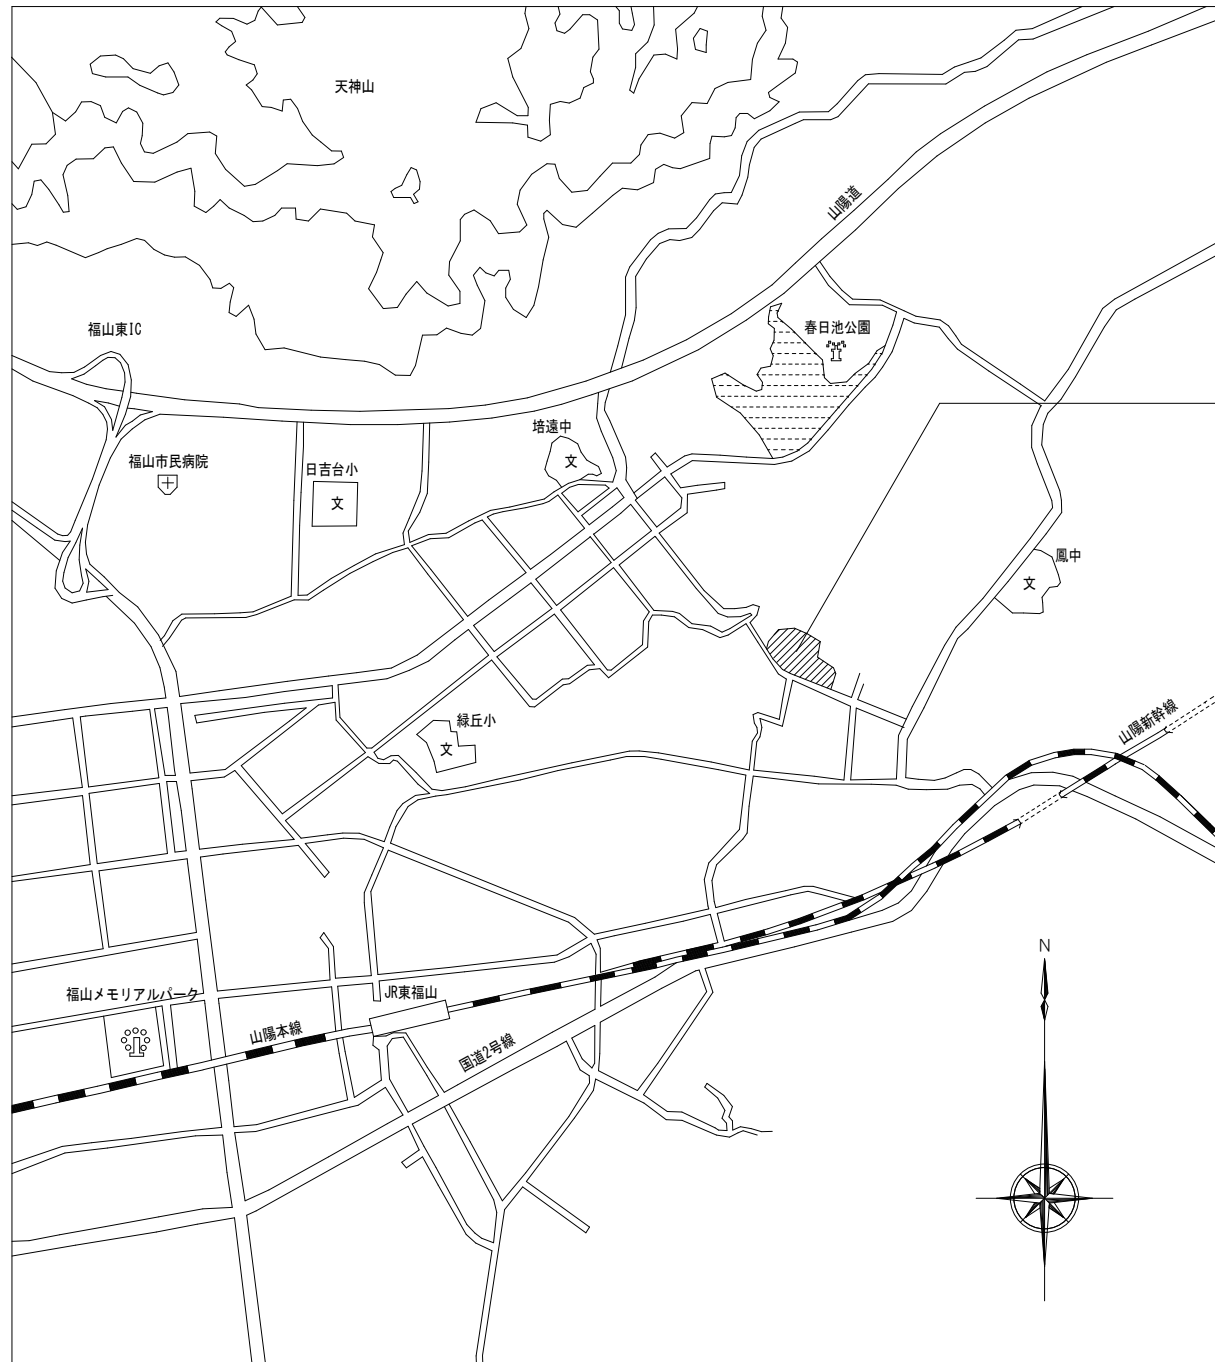 天神山
山陽道
福山東IC
春日池公園
培遠中
福山市民病院
日吉台小
文
文
鳳中
文
緑丘小
文
山陽新幹線
N
福山メモリアルパーク
JR東福山
山陽本線
国道2号線